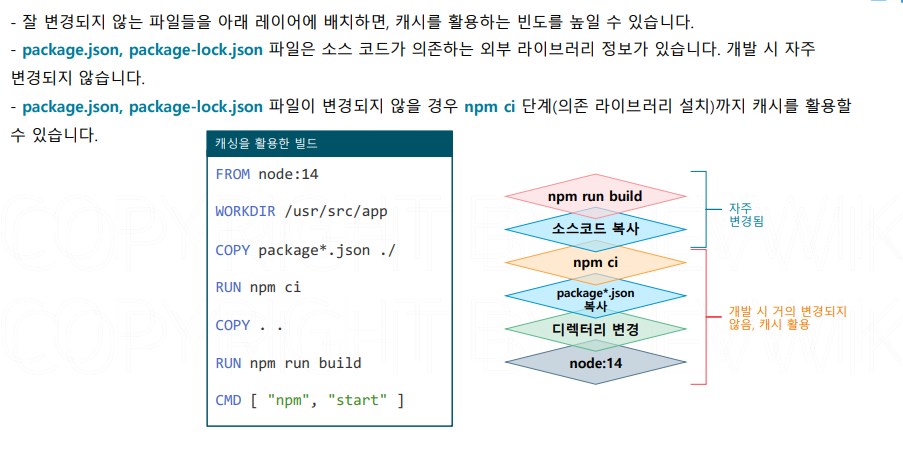 - 잘 변경되지 않는 파일들을 아래 레이어에 배치하면, 캐시를 활용하는 빈도를 높일 수 있습니다.
- package.json, package-lock.json 파일은 소스 코드가 의존하는 외부 라이브러리 정보가 있습니다. 개발 시 자주
변경되지 않습니다.
- package.json, package-lock.json 파일이 변경되지 않을 경우 npm ci 단계(의존 라이브러리 설치)까지 캐시를 활용할
수 있습니다.
캐싱을 활용한 빌드
FROM node:14
WORKDIR /usr/src/app
COPY package*.json ./
RUN npm ci
COPY . .
RUN npm run build
CMD [ "npm", "start" ]
npm run build
소스코드 복사
npm ci
package*.json
복사
디렉터리 변경
node:14
자주
변경됨
개발 시 거의 변경되지
않음, 캐시 활용